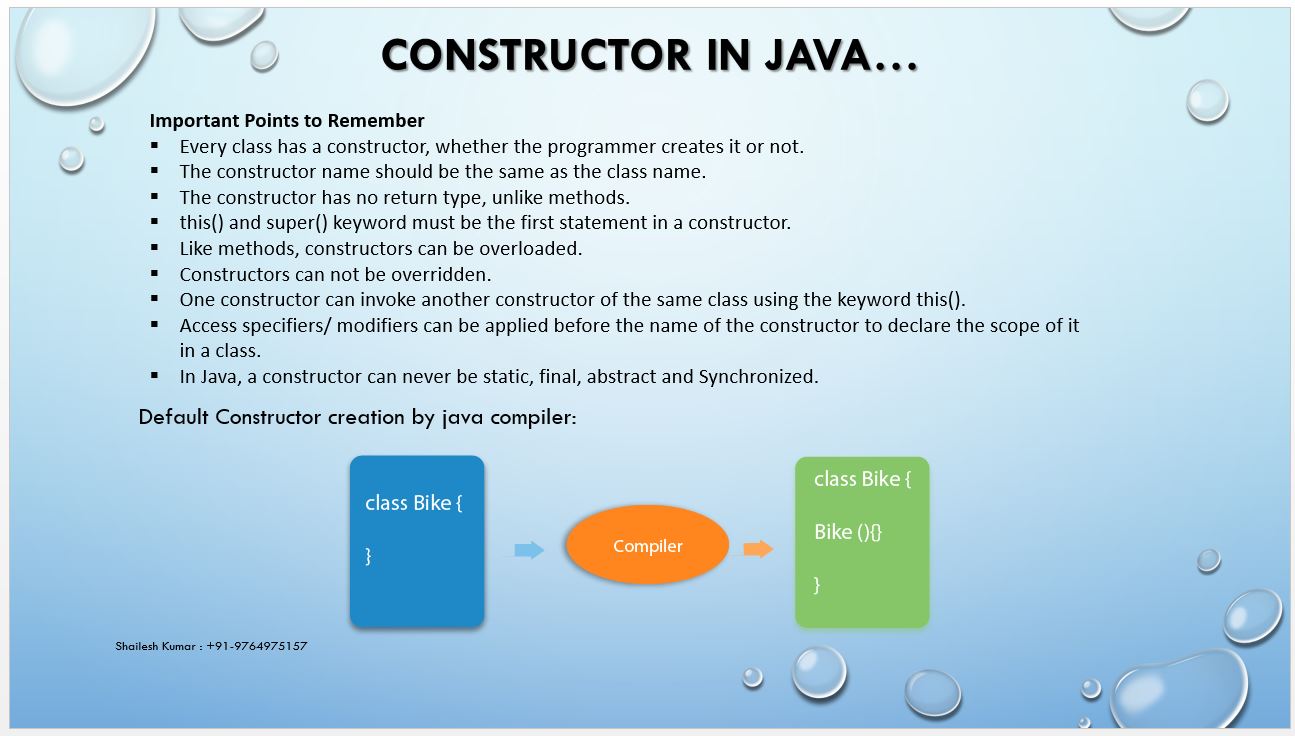 CONSTRUCTOR IN JAVA...
Important Points to Remember
▪ Every class has a constructor, whether the programmer creates it or not.
▪ The constructor name should be the same as the class name.
▪ The constructor has no return type, unlike methods.
▪ this() and super() keyword must be the first statement in a constructor.
▪ Like methods, constructors can be overloaded.
▪ Constructors can not be overridden.
▪ One constructor can invoke another constructor of the same class using the keyword this().
▪ Access specifiers/ modifiers can be applied before the name of the constructor to declare the scope of it
in a class.
▪ In Java, a constructor can never be static, final, abstract and Synchronized.
Default Constructor creation by java compiler:
class Bike {
}
Compiler
class Bike {
Bike (){}
}
Shailesh Kumar : +91-9764975157